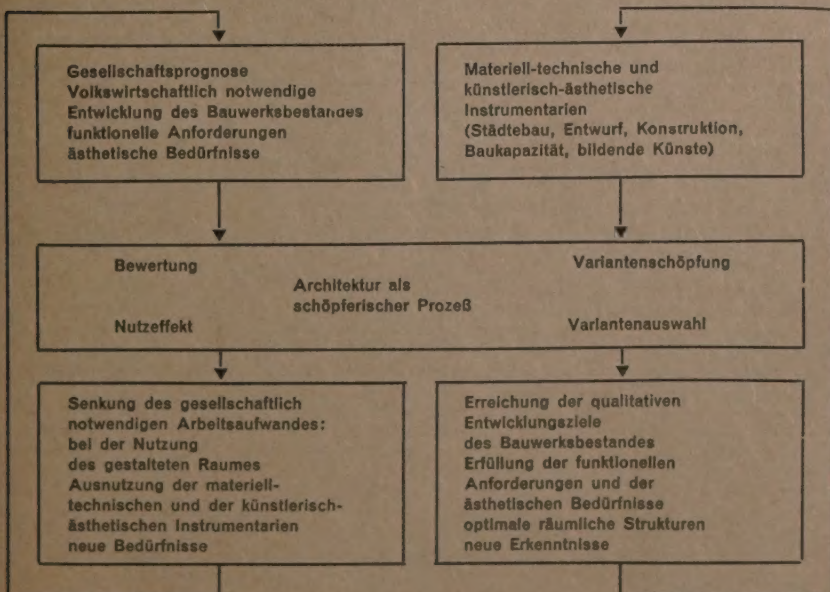 Gesellschaftsprognose
Volkswirtschaftlich notwendige
Entwicklung des Bauwerksbestandes
funktionelle Anforderungen
ästhetische Bedürfnisse
Materiell-technische und
künstlerisch-ästhetische
Instrumentarien
(Städtebau, Entwurf, Konstruktion,
Baukapazität, bildende Künste)
Bewertung
Variantenschöpfung
Architektur als
schöpferischer Prozeß
Nutzeffekt
Variantenauswahl
Senkung des gesellschaftlich
notwendigen Arbeitsaufwandes:
bei der Nutzung
des gestalteten Raumes
Ausnutzung der materiell-
technischen und der künstlerisch-
ästhetischen Instrumentarien
neue Bedürfnisse
Erreichung der qualitativen
Entwicklungsziele
des Bauwerksbestandes
Erfüllung der funktionellen
Anforderungen und der
ästhetischen Bedürfnisse
optimale räumliche Strukturen
neue Erkenntnisse